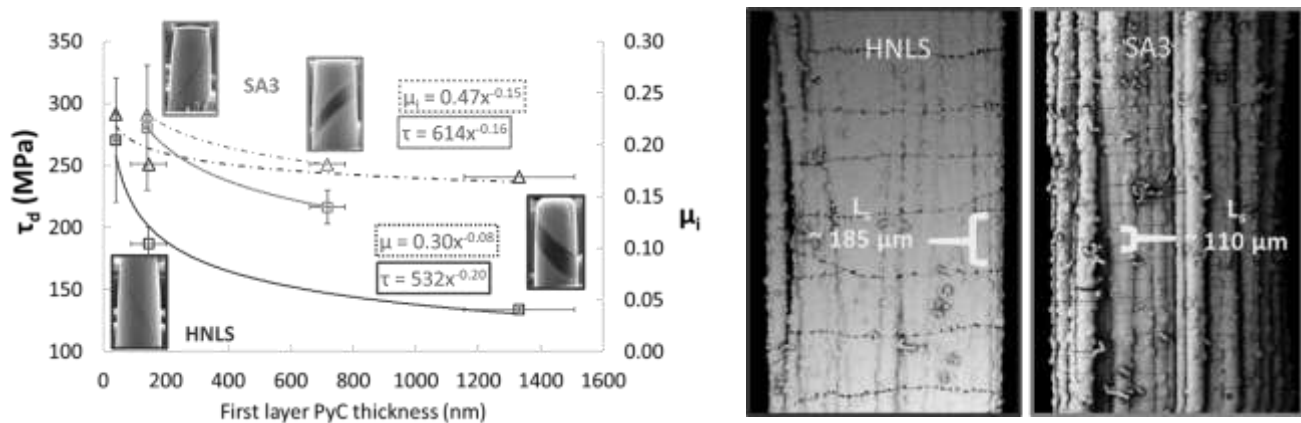 350
300
250
200
150
100
τd (MPa)
0.30
0.25
0.20
0.15
0.10
0.05
0.00
μi
0
200
400
600
800
1000
1200
1400
1600
First layer PyC thickness (nm)
SA3
μi = 0.47x-0.15
τ = 614x-0.16
μ = 0.30x-0.08
τ = 532x-0.20
HNLS
HNLS
Ls
~ 185 μm
SA3
Ls
~ 110 μm